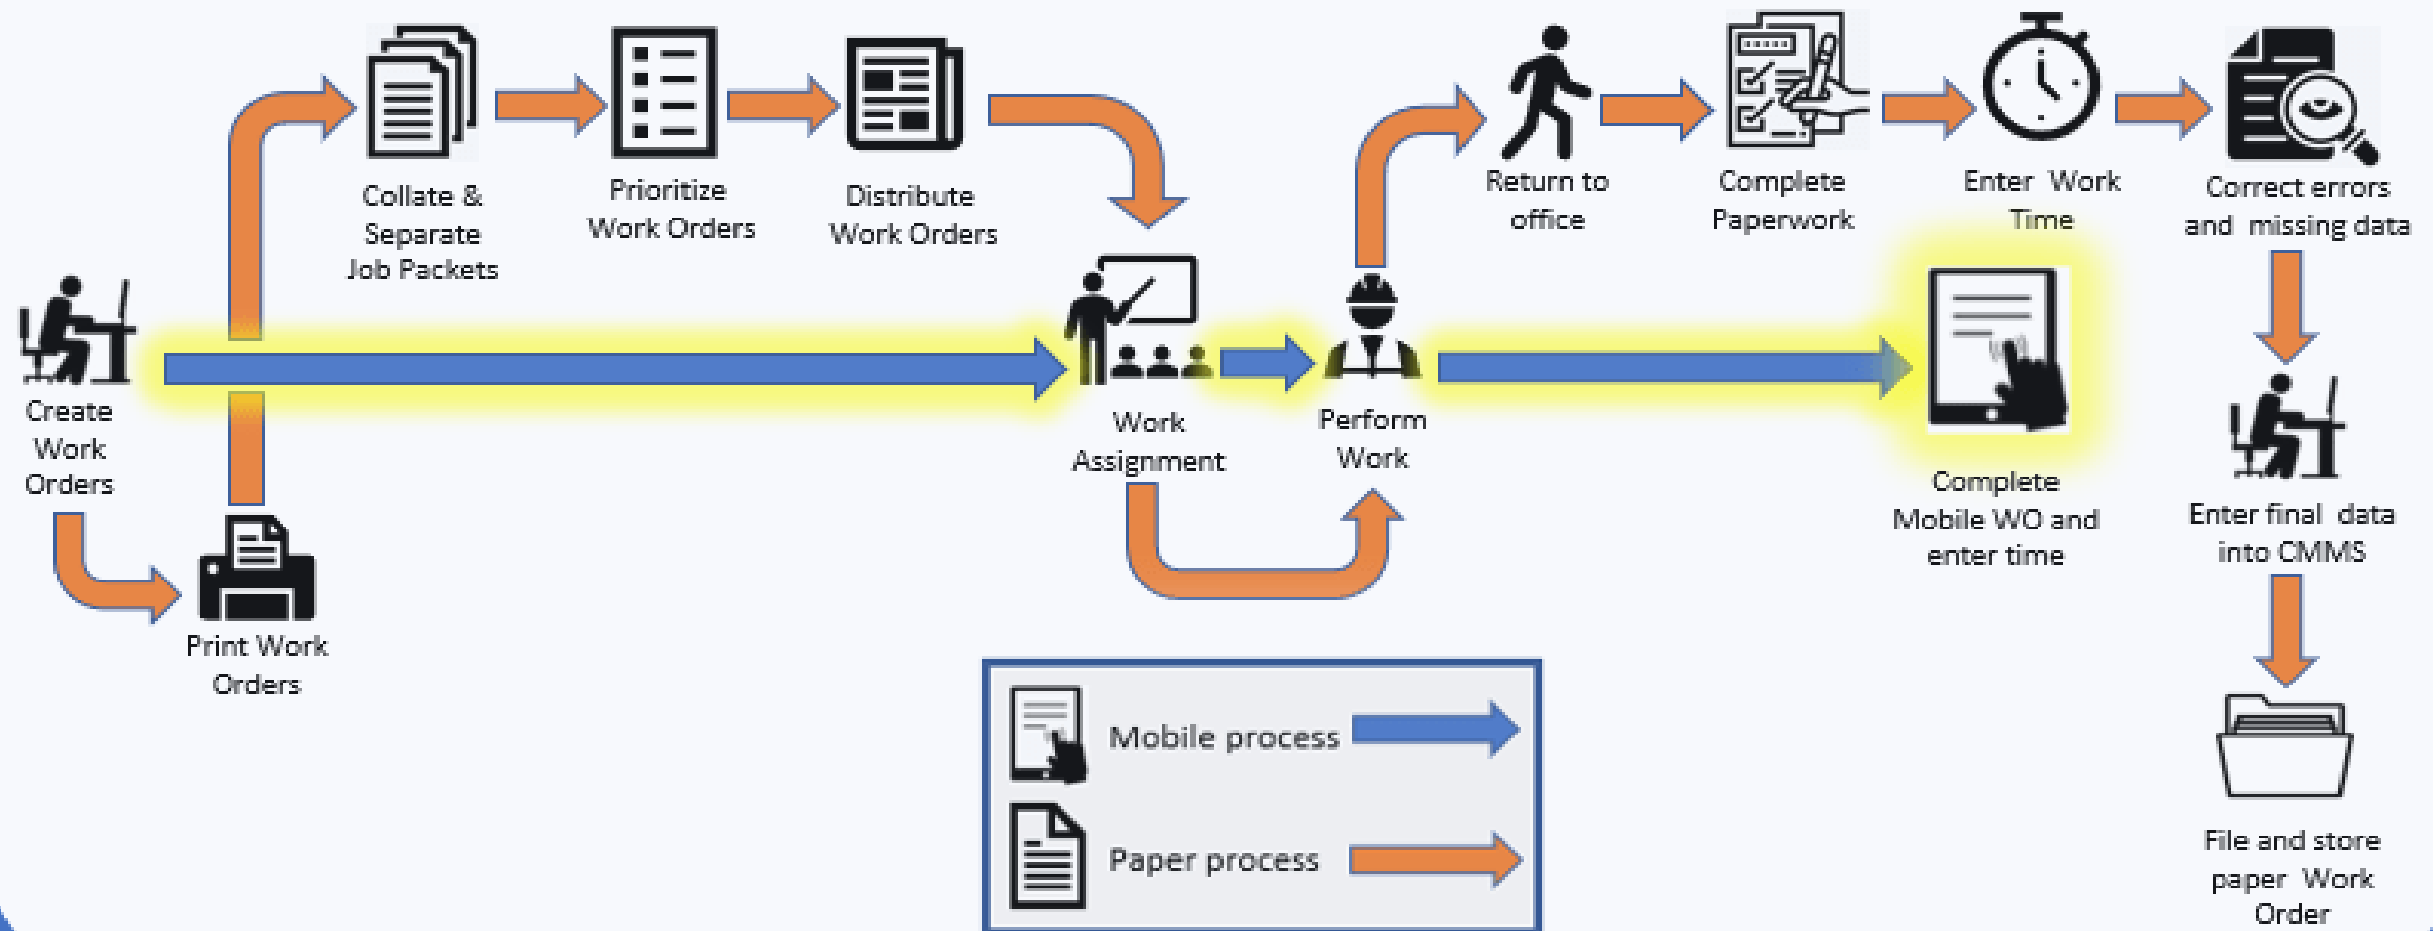 Collate &
Separate
Job Packets
Prioritize
Work Orders
Distribute
Work Orders
Return to
office
Complete
Paperwork
Enter Work
Time
Correct errors
and missing data
Create
Work
Orders
Work
Assignment
Perform
Work
Complete
Mobile WO and
enter time
Enter final data
into CMMS
Print Work
Orders
Mobile process
Paper process
File and store
paper Work
Order